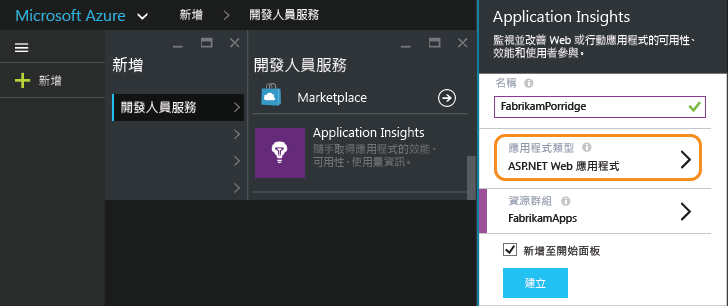 Microsoft Azure 新增 開發人員服務
新增
新增
開發人員服務
開發人員服務
Marketplace
Application Insights
隨手取得應用程式的效能、
可用性、使用量資訊。
Application Insights
監視並改善 Web 或行動應用程式的可用性、
效能和使用者參與。
名稱
FabrikamPorridge
應用程式類型
ASP.NET Web 應用程式
資源群組
FabrikamApps
新增至開始面板
建立